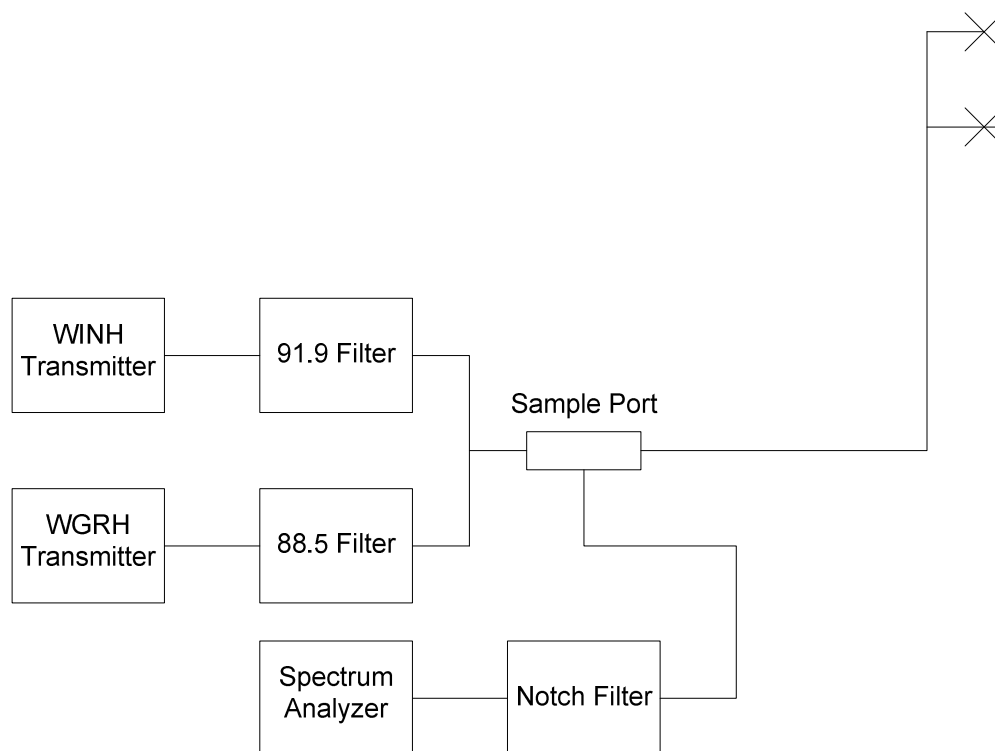 WINH
Transmitter
91.9 Filter
Sample Port
WGRH
Transmitter
88.5 Filter
Spectrum
Analyzer
Notch Filter